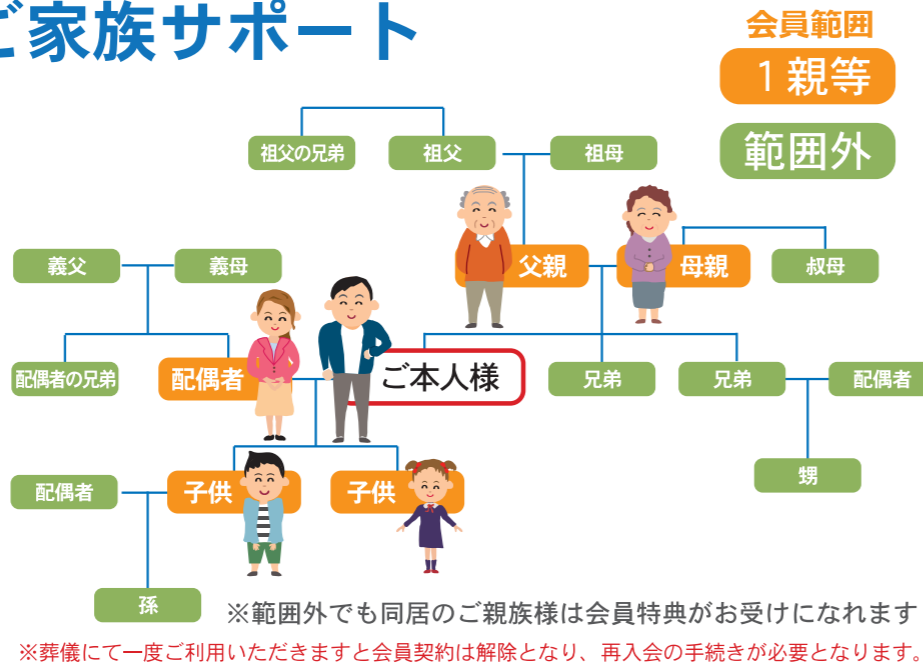 ご家族サポート
会員範囲
１親等
範囲外
祖父の兄弟
祖父
祖母
義父
義母
父親
母親
叔母
配偶者の兄弟
配偶者
ご本人様
兄弟
兄弟
配偶者
配偶者
子供
子供
甥
孫
※範囲外でも同居のご親族様は会員特典がお受けになれます
※葬儀にて一度ご利用いただきますと会員契約は解除となり、再入会の手続きが必要となります。